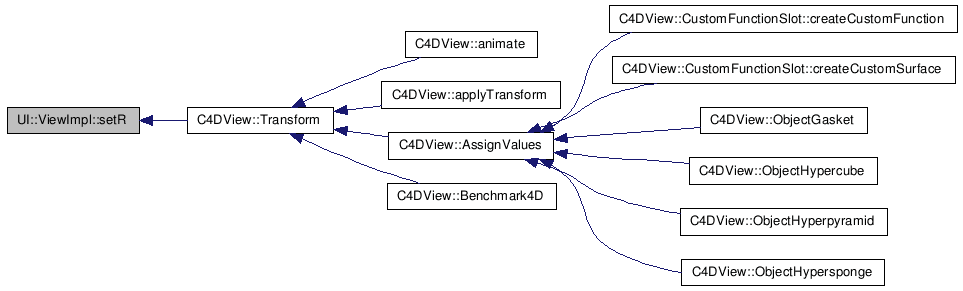 C4DView::CustomFunctionSlot::createCustomFunction
C4DView::animate
C4DView::CustomFunctionSlot::createCustomSurface
C4DView::applyTransform
UI::ViewImpl::setR
C4DView::Transform
C4DView::ObjectGasket
C4DView::AssignValues
C4DView::ObjectHypercube
C4DView::Benchmark4D
C4DView::ObjectHyperpyramid
C4DView::ObjectHypersponge